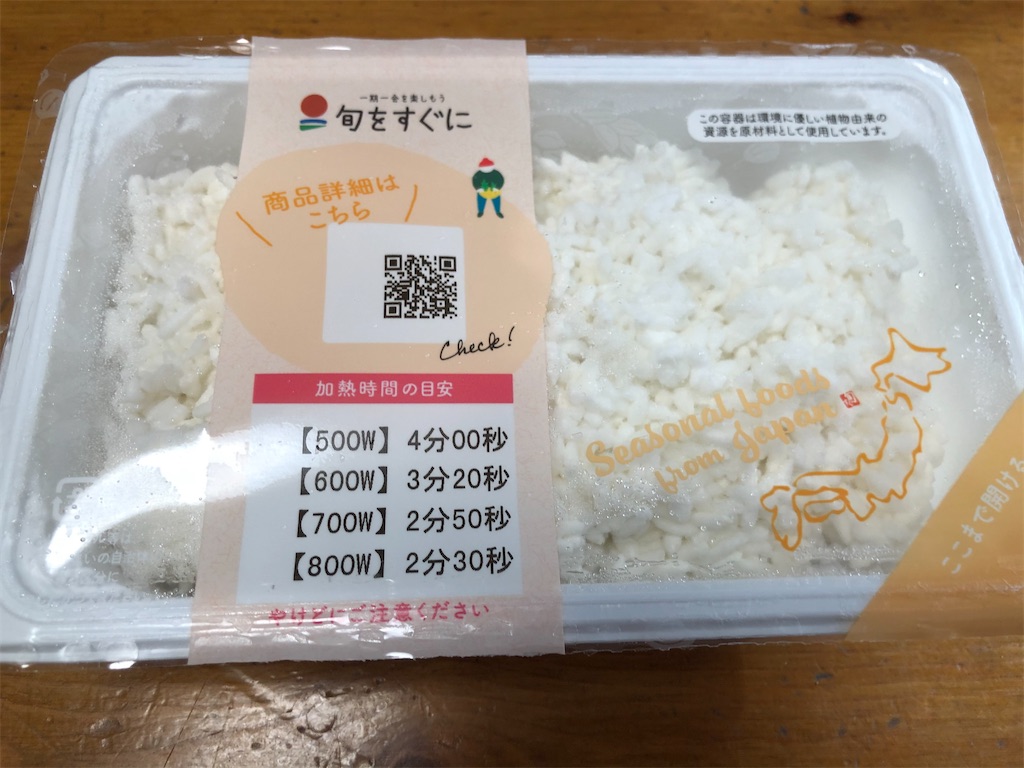 一期一会を楽しもう
旬をすぐに
商品詳細は
こちら
Check!
加熱時間の目安
【500W】 4分00秒
【600W】 3分20秒
【700W】 2分50秒
【800W】 2分30秒
やけどにご注意ください
この容器は環境に優しい植物由来の
資源を原材料として使用しています。
Seasonal foods
from Japan
ここまで開ける